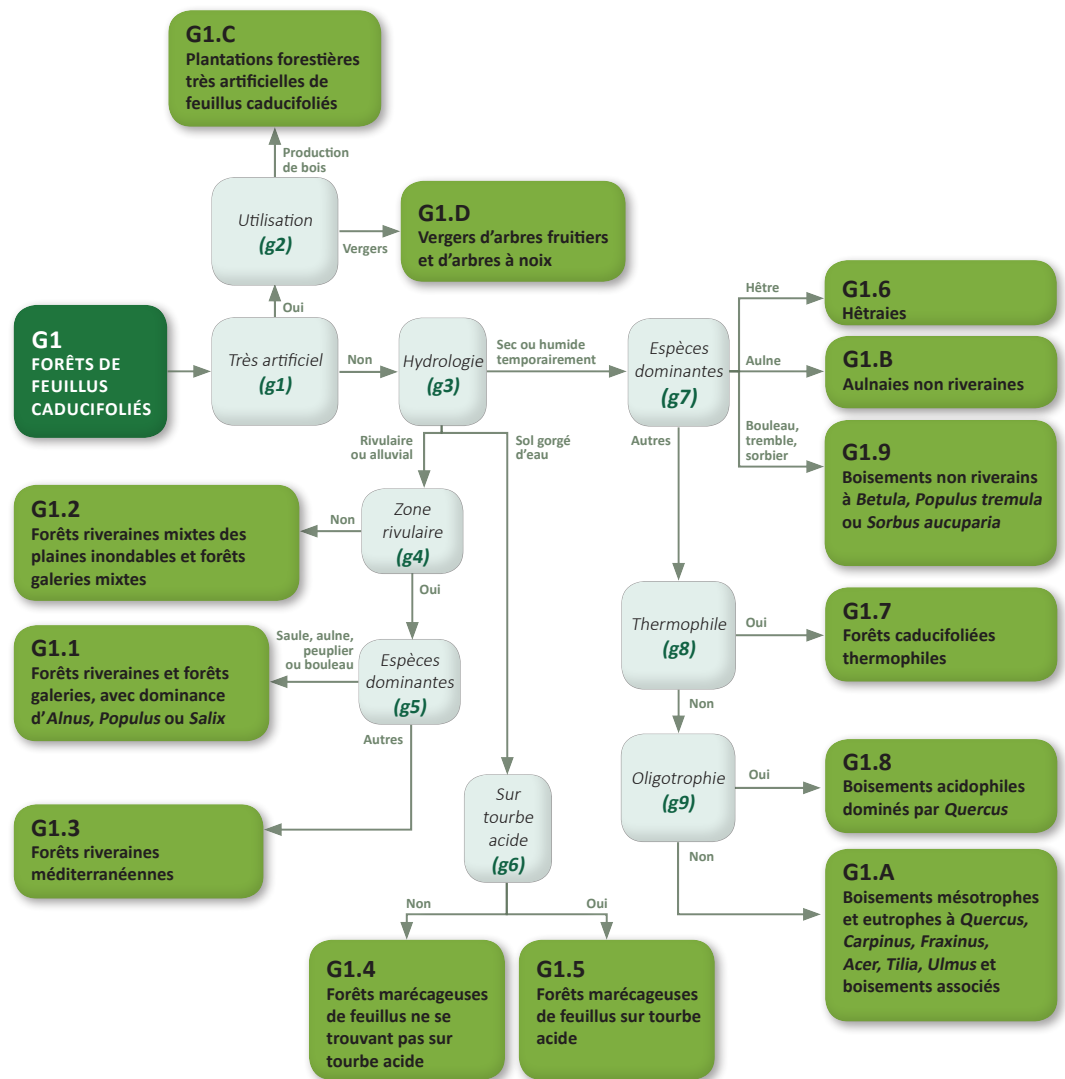 G1.C
Plantations forestières
très artificielles de
feuillus caducifoliés
Production
de bois
Utilisation
(g2)
Vergers
G1.D
Vergers d’arbres fruitiers
et d’arbres à noix
Oui
G1
FORÊTS DE
FEUILLUS
CADUCIFOLIÉS
Très artificiel
(g1)
Non
Hydrologie
(g3)
Sec ou humide
temporairement
Espèces
dominantes
(g7)
Hêtre
G1.6
Hêtraies
Aulne
G1.B
Aulnaies non riveraines
Bouleau,
tremble,
sorbier
G1.9
Boisements non riverains
à Betula, Populus tremula
ou Sorbus aucuparia
Autres
Rivulaire
ou alluvial
Sol gorgé
d’eau
Zone
rivulaire
(g4)
Non
G1.2
Forêts riveraines mixtes des
plaines inondables et forêts
galeries mixtes
Oui
Espèces
dominantes
(g5)
Saule, aulne,
peuplier
ou bouleau
G1.1
Forêts riveraines et forêts
galeries, avec dominance
d’Alnus, Populus ou Salix
Autres
G1.3
Forêts riveraines
méditerranéennes
Sur
tourbe
acide
(g6)
Non
Oui
G1.4
Forêts marécageuses
de feuillus ne se
trouvant pas sur
tourbe acide
G1.5
Forêts marécageuses
de feuillus sur tourbe
acide
Thermophile
(g8)
Oui
G1.7
Forêts caducifoliées
thermophiles
Non
Oligotrophie
(g9)
Oui
G1.8
Boisements acidophiles
dominés par Quercus
Non
G1.A
Boisements mésotrophes
et eutrophes à Quercus,
Carpinus, Fraxinus,
Acer, Tilia, Ulmus et
boisements associés